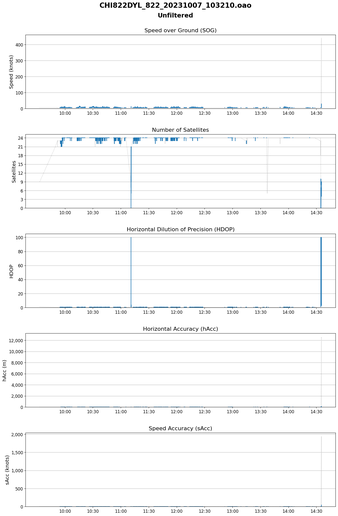 CHI822DYL_822_20231007_103210.oao
Unfiltered
Speed over Ground (SOG)
Speed (knots)
400
300
200
100
0
10:00 10:30 11:00 11:30 12:00 12:30 13:00 13:30 14:00 14:30
Number of Satellites
Satellites
24
21
18
15
12
9
6
3
0
10:00 10:30 11:00 11:30 12:00 12:30 13:00 13:30 14:00 14:30
Horizontal Dilution of Precision (HDOP)
HDOP
100
80
60
40
20
0
10:00 10:30 11:00 11:30 12:00 12:30 13:00 13:30 14:00 14:30
Horizontal Accuracy (hAcc)
hAcc (m)
12,000
10,000
8,000
6,000
4,000
2,000
0
10:00 10:30 11:00 11:30 12:00 12:30 13:00 13:30 14:00 14:30
Speed Accuracy (sAcc)
sAcc (knots)
2,000
1,500
1,000
500
0
10:00 10:30 11:00 11:30 12:00 12:30 13:00 13:30 14:00 14:30